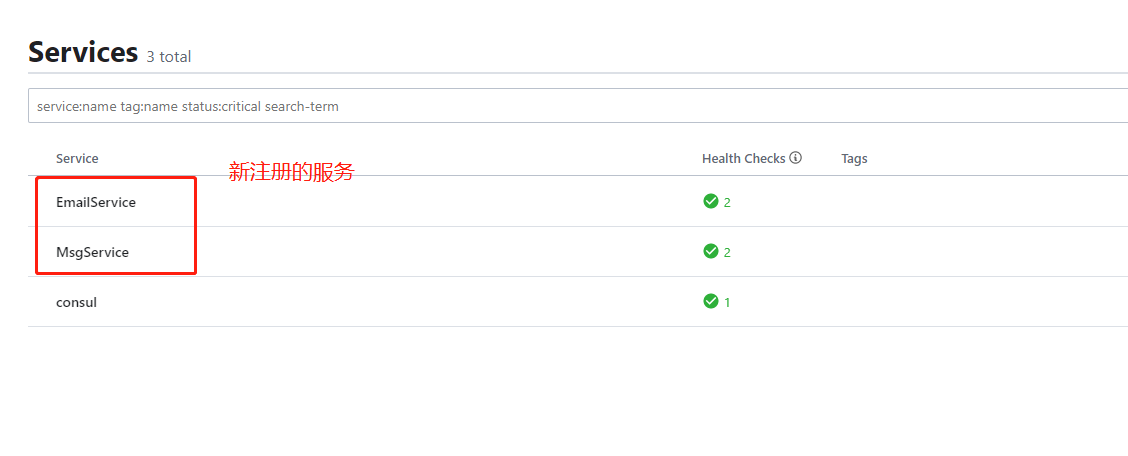 Services 3 total
service:name tag:name status:critical search-term
Service Health Checks Tags
新注册的服务
EmailService 2
MsgService 2
consul 1